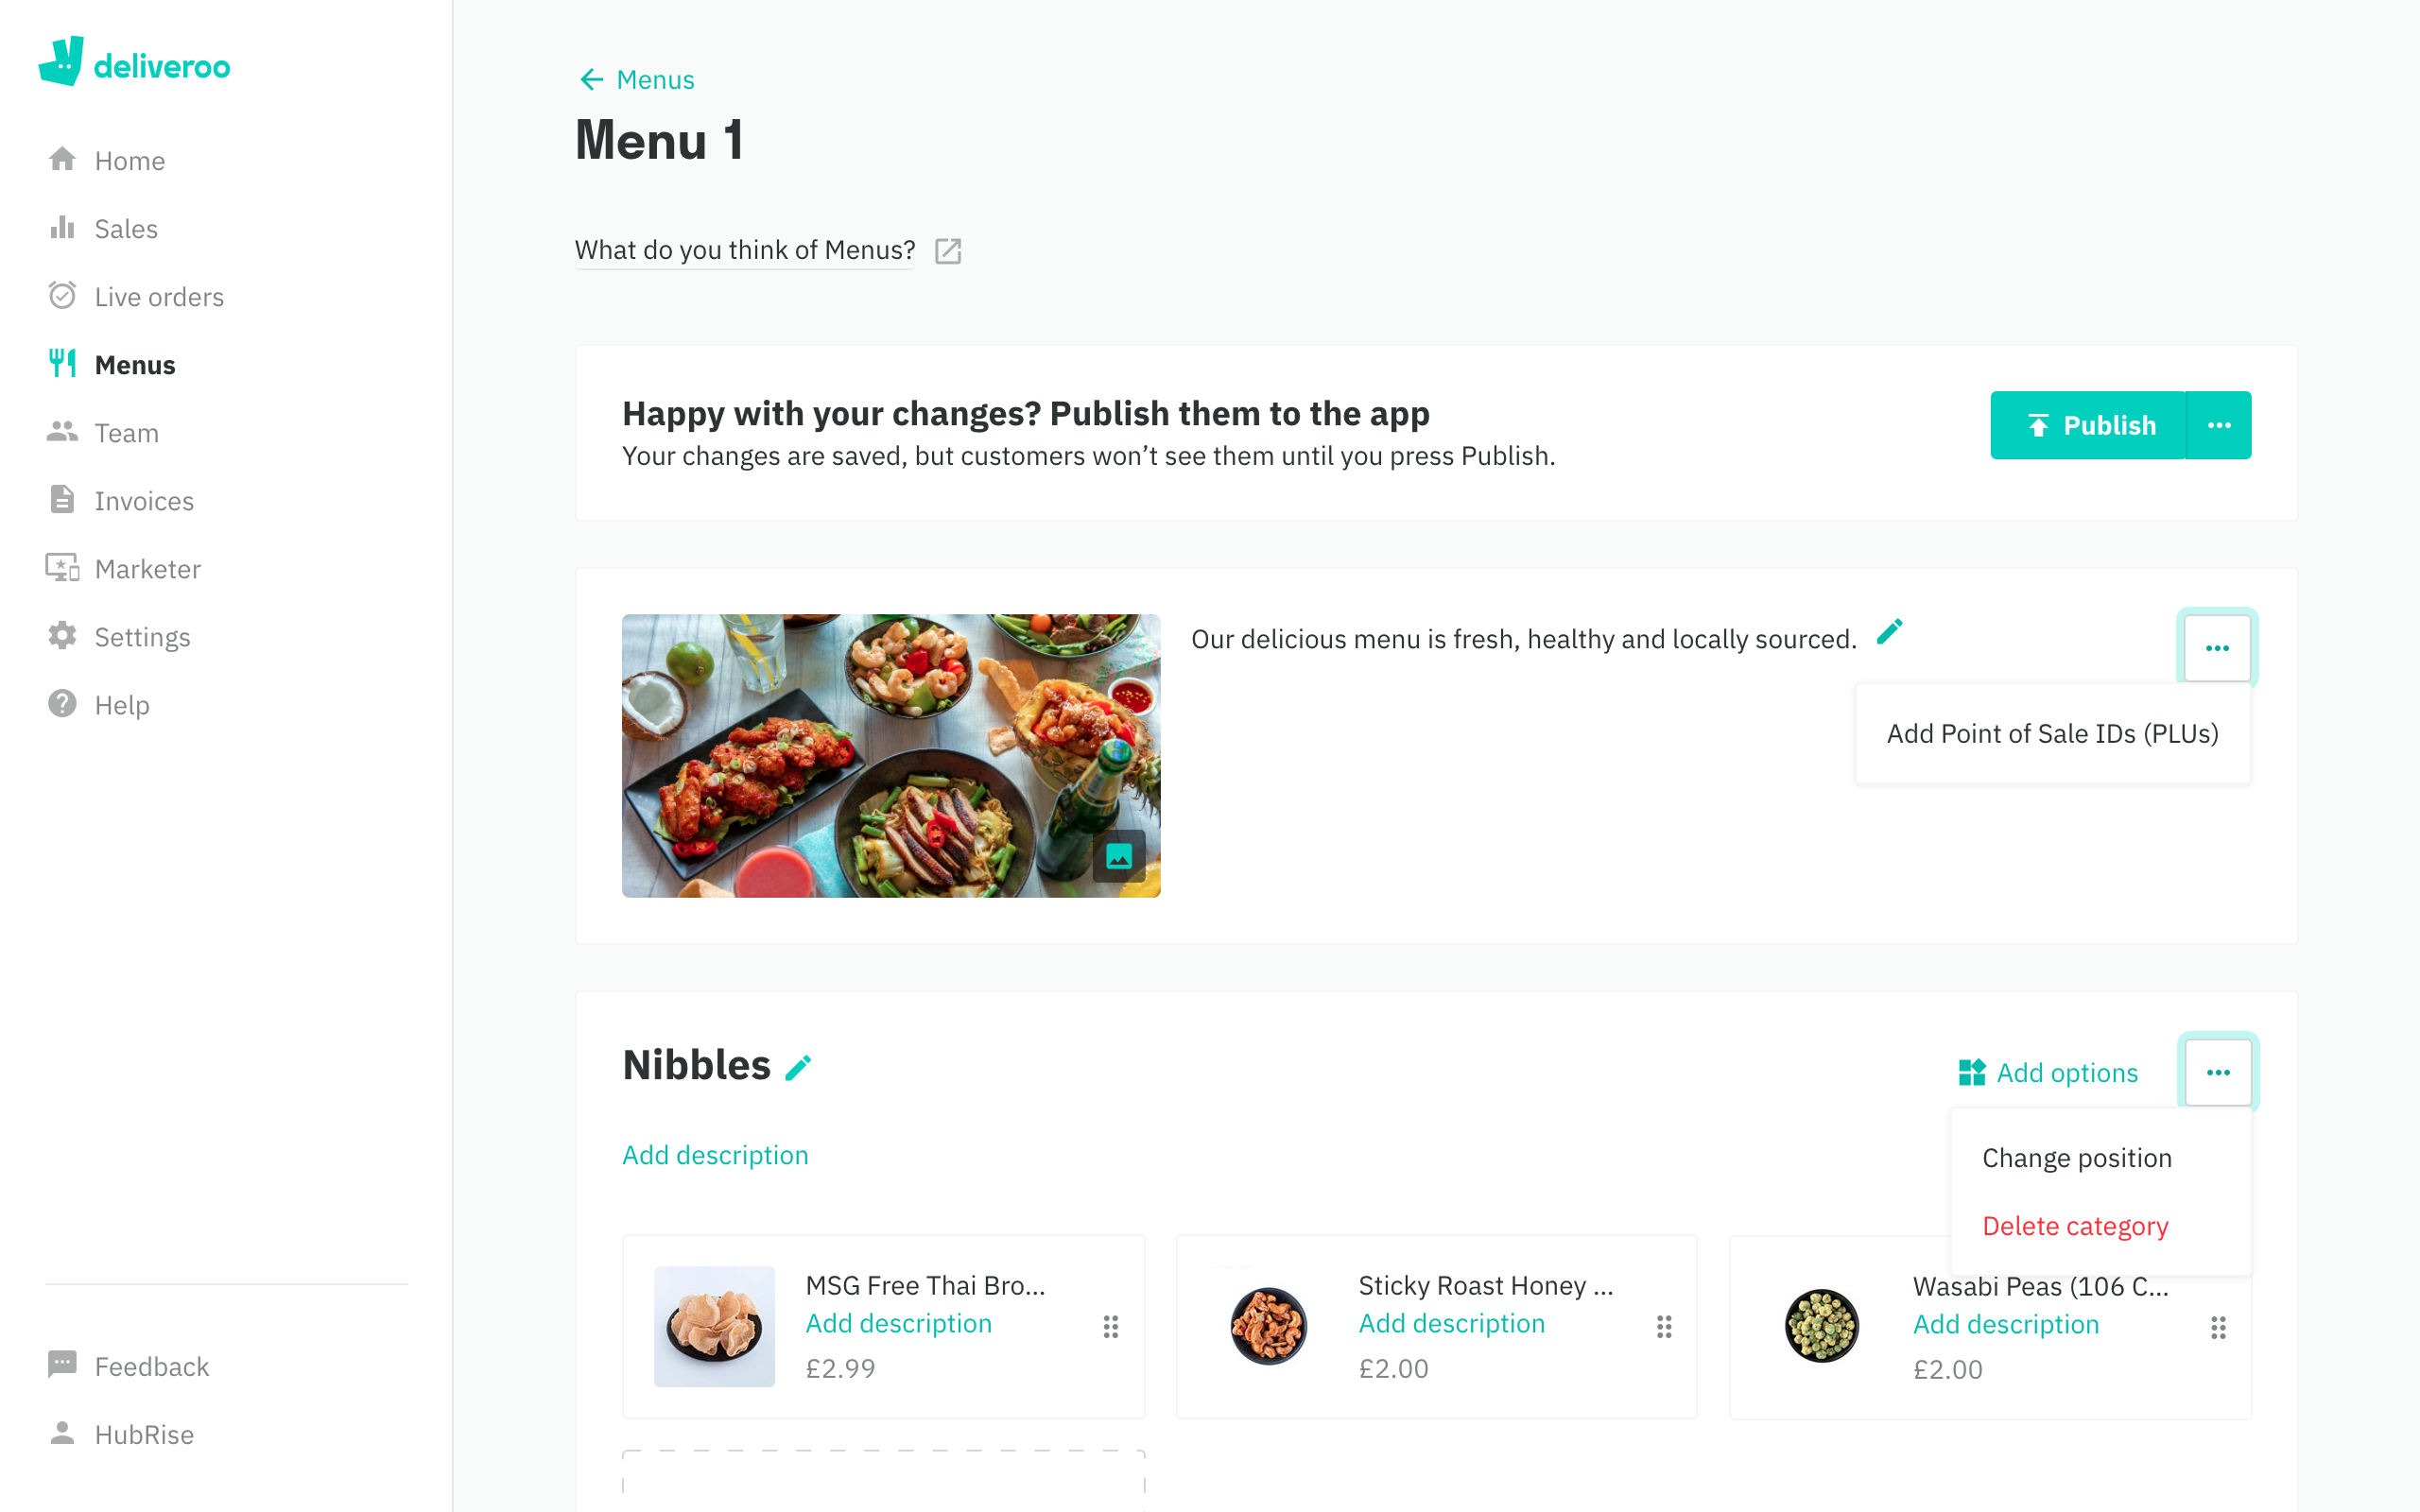 deliveroo
Home
Sales
Live orders
Menus
Team
Invoices
Marketer
Settings
Help
Feedback
HubRise
Menus
Menu 1
What do you think of Menus?
Happy with your changes? Publish them to the app
Your changes are saved, but customers won’t see them until you press Publish.
Publish
Our delicious menu is fresh, healthy and locally sourced.
Add Point of Sale IDs (PLUs)
Nibbles
Add options
Add description
Change position
Delete category
MSG Free Thai Bro...
Add description
£2.99
Sticky Roast Honey ...
Add description
£2.00
Wasabi Peas (106 C...
Add description
£2.00